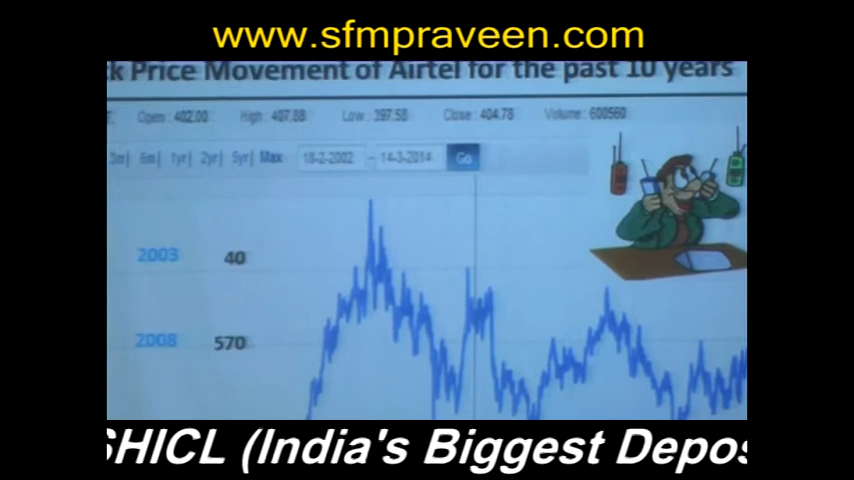 www.sfmpraveen.com
ck Price Movement of Airtel for the past 10 years
Open: 402.00 High: 407.88 Low: 397.58 Close: 404.78 Volume: 600560
3m| 6m| 1yr| 2yr| 5yr| Max 18-2-2002 - 14-3-2014 Go
2003 40
2008 570
SHICL (India's Biggest Depos